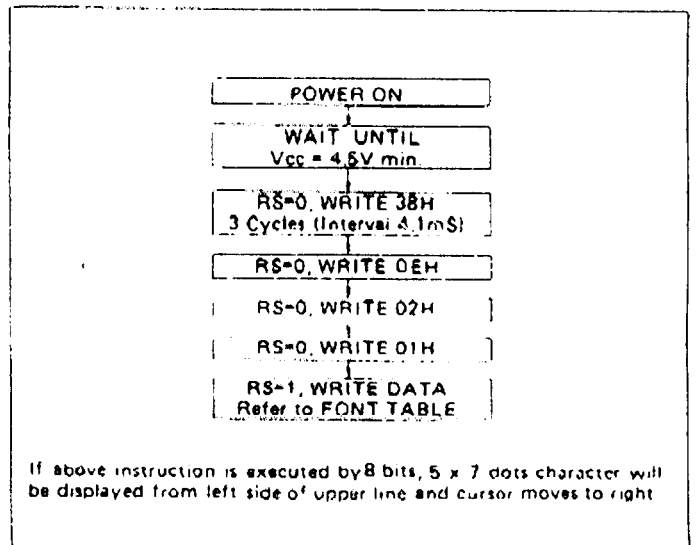 POWER ON
WAIT UNTIL
Vcc = 4.5V min.
RS=0, WRITE 38H
3 Cycles (Interval 4.1mS)
RS=0, WRITE 0EH
RS=0, WRITE 02H
RS=0, WRITE 01H
RS=1, WRITE DATA
Refer to FONT TABLE
If above instruction is executed by 8 bits, 5 x 7 dots character will
be displayed from left side of upper line and cursor moves to right